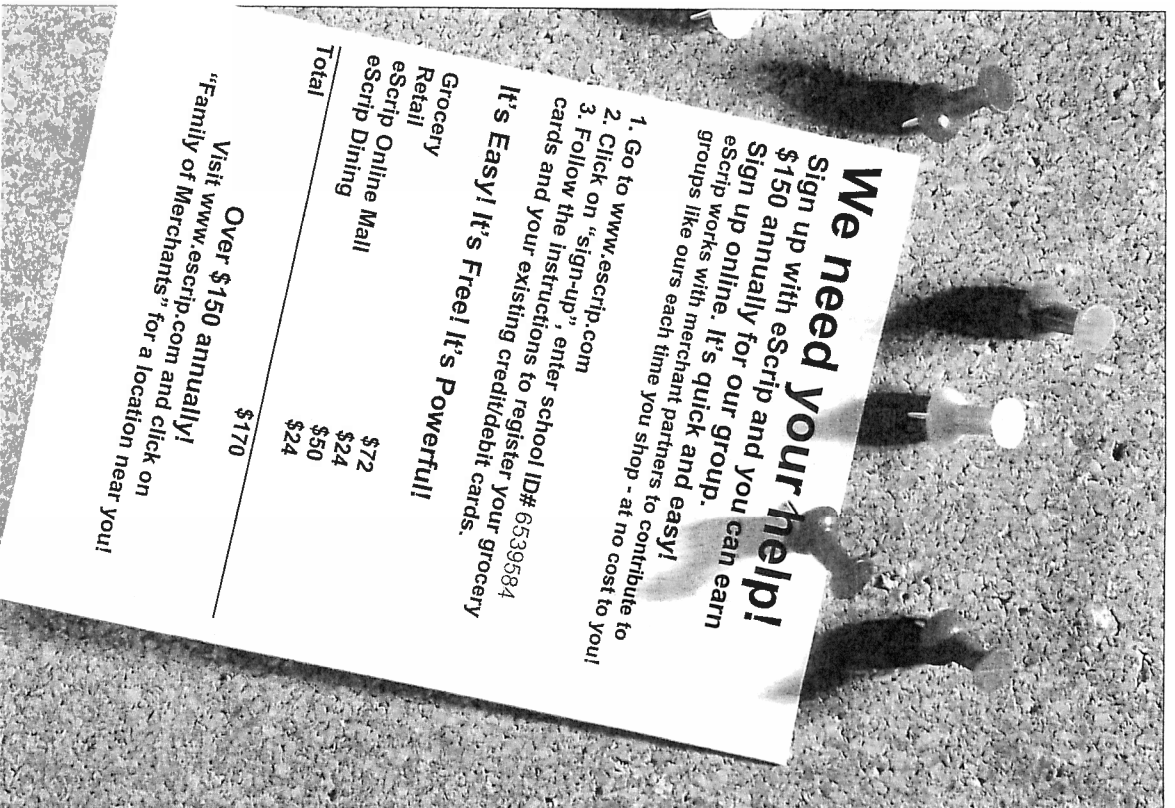 We need your help!
Sign up with eScrip and you can earn
$150 annually for our group.
Sign up online. It's quick and easy!
eScrip works with merchant partners to contribute to
groups like ours each time you shop - at no cost to you!
1. Go to www.escrip.com
2. Click on "sign-up", enter school ID# 6539584
3. Follow the instructions to register your grocery
cards and your existing credit/debit cards.
It's Easy! It's Free! It's Powerful!
Grocery $72
Retail $24
eScrip Online Mall $50
eScrip Dining $24
Total $170
Over $150 annually!
Visit www.escrip.com and click on
"Family of Merchants" for a location near you!